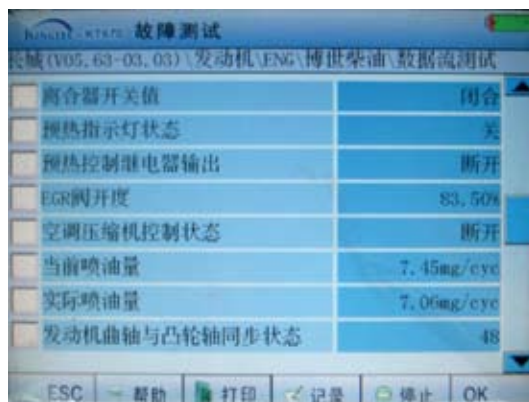 故障测试
长城(V05.63-03.03)\发动机\ENG\博世柴油\数据流测试
离合器开关值 闭合
预热指示灯状态 关
预热控制继电器输出 断开
EGR阀开度 83.50%
空调压缩机控制状态 断开
当前喷油量 7.45mg/cyc
实际喷油量 7.06mg/cyc
发动机曲轴与凸轮轴同步状态 48
ESC 帮助 打印 记录 停止 OK